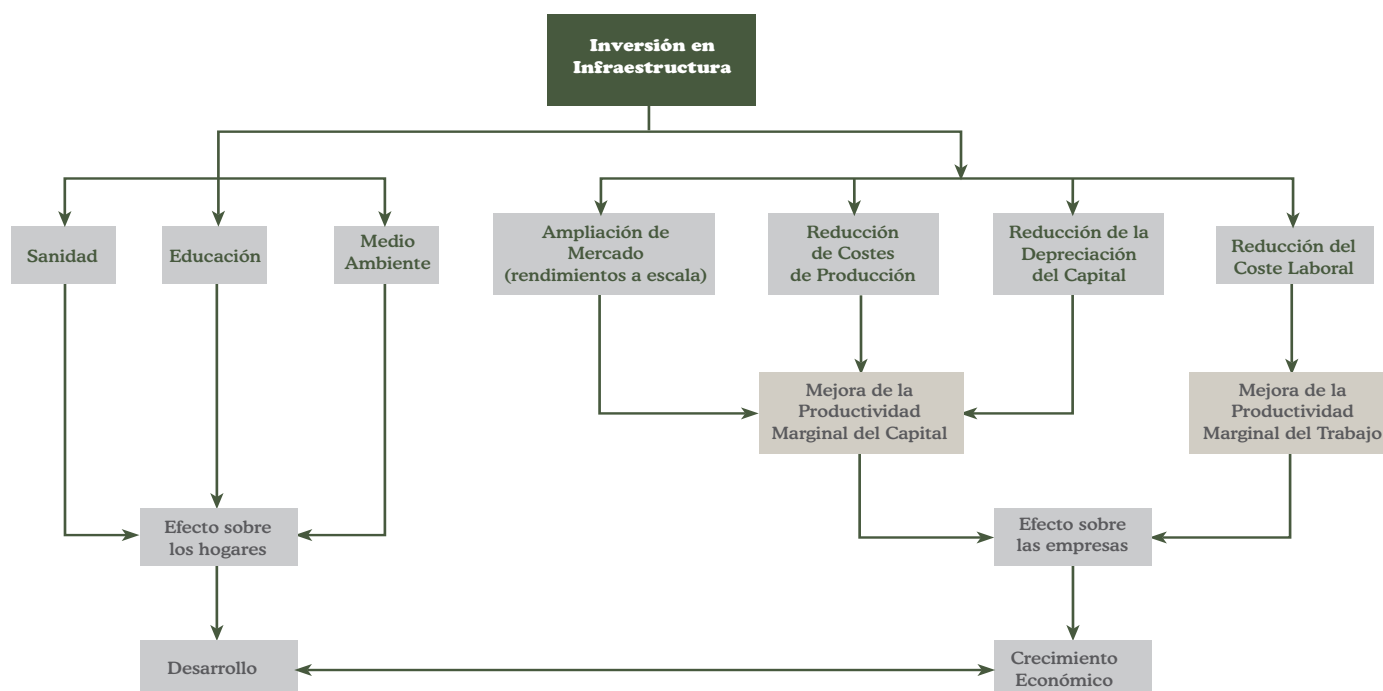 Inversión en
Infraestructura
Sanidad
Educación
Medio
Ambiente
Ampliación de
Mercado
(rendimientos a escala)
Reducción
de Costes
de Producción
Reducción de la
Depreciación
del Capital
Reducción del
Coste Laboral
Mejora de la
Productividad
Marginal del Capital
Mejora de la
Productividad
Marginal del Trabajo
Efecto sobre
los hogares
Efecto sobre
las empresas
Desarrollo
Crecimiento
Económico